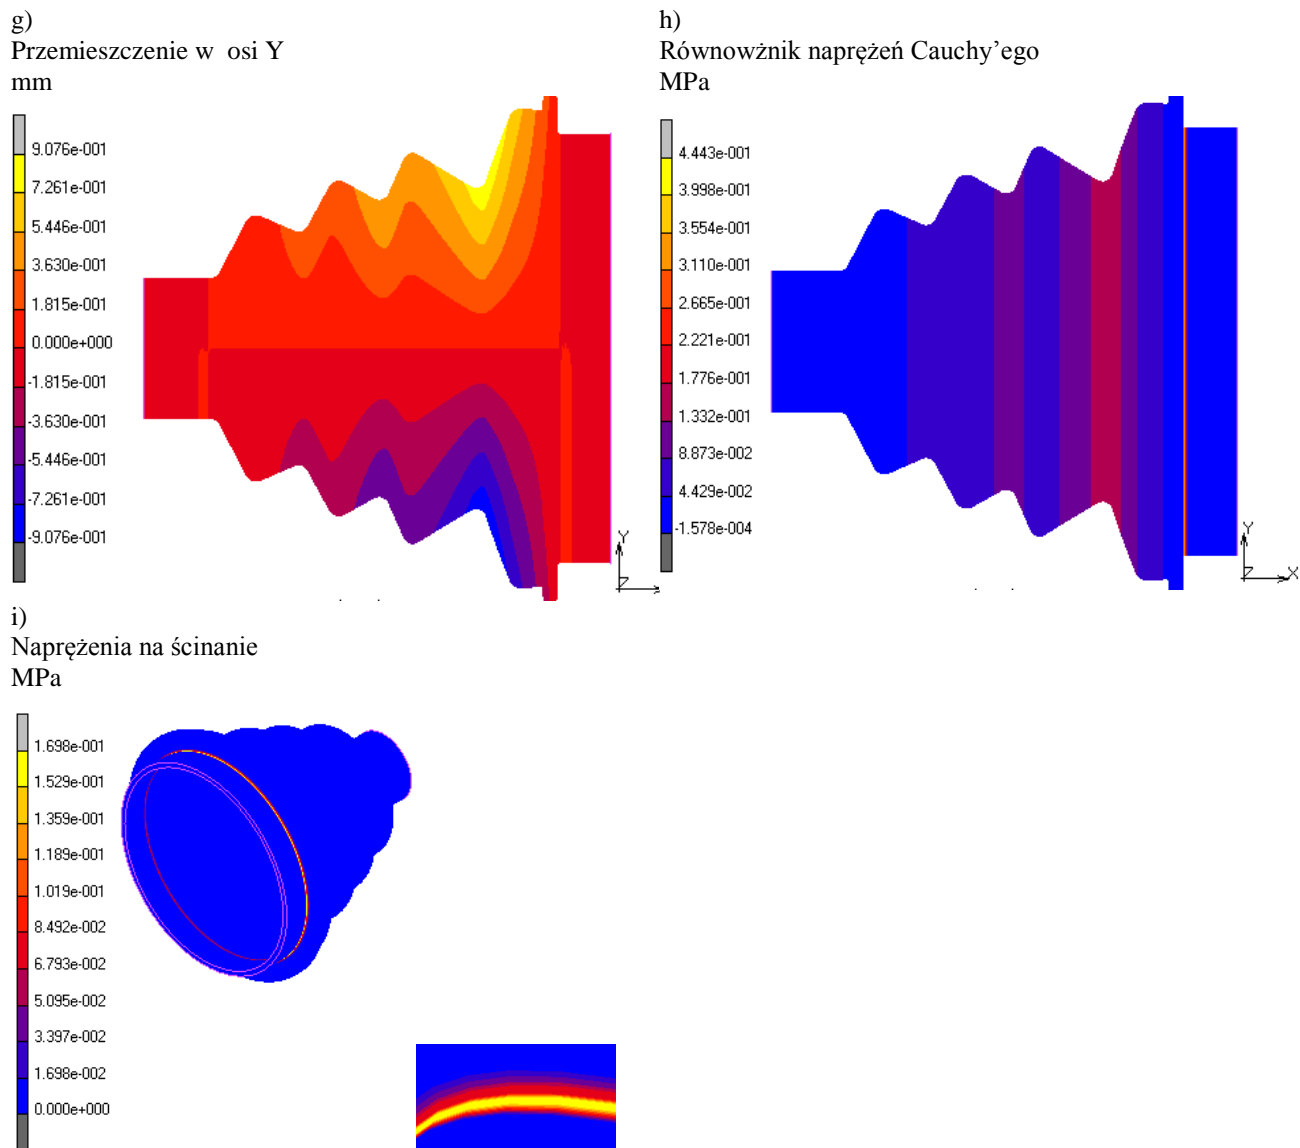 g)
Przemieszczenie w osi Y
mm
9.076e-001
7.261e-001
5.446e-001
3.630e-001
1.815e-001
0.000e+000
-1.815e-001
-3.630e-001
-5.446e-001
-7.261e-001
-9.076e-001
Y
Z
h)
Równowżnik naprężeń Cauchy’ego
MPa
4.443e-001
3.998e-001
3.554e-001
3.110e-001
2.665e-001
2.221e-001
1.776e-001
1.332e-001
8.873e-002
4.429e-002
-1.578e-004
Y
Z
X
i)
Naprężenia na ścinanie
MPa
1.698e-001
1.529e-001
1.359e-001
1.189e-001
1.019e-001
8.492e-002
6.793e-002
5.095e-002
3.397e-002
1.698e-002
0.000e+000